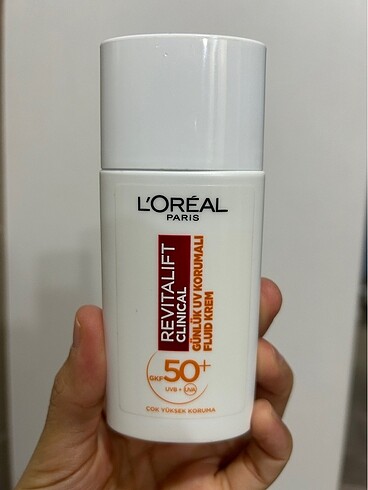 L'ORÉAL
PARIS
REVITALIFT
CLINICAL
GÜNLÜK UV KORUMALI
FLUID KREM
GKF 50+
UVB + UVA
ÇOK YÜKSEK KORUMA